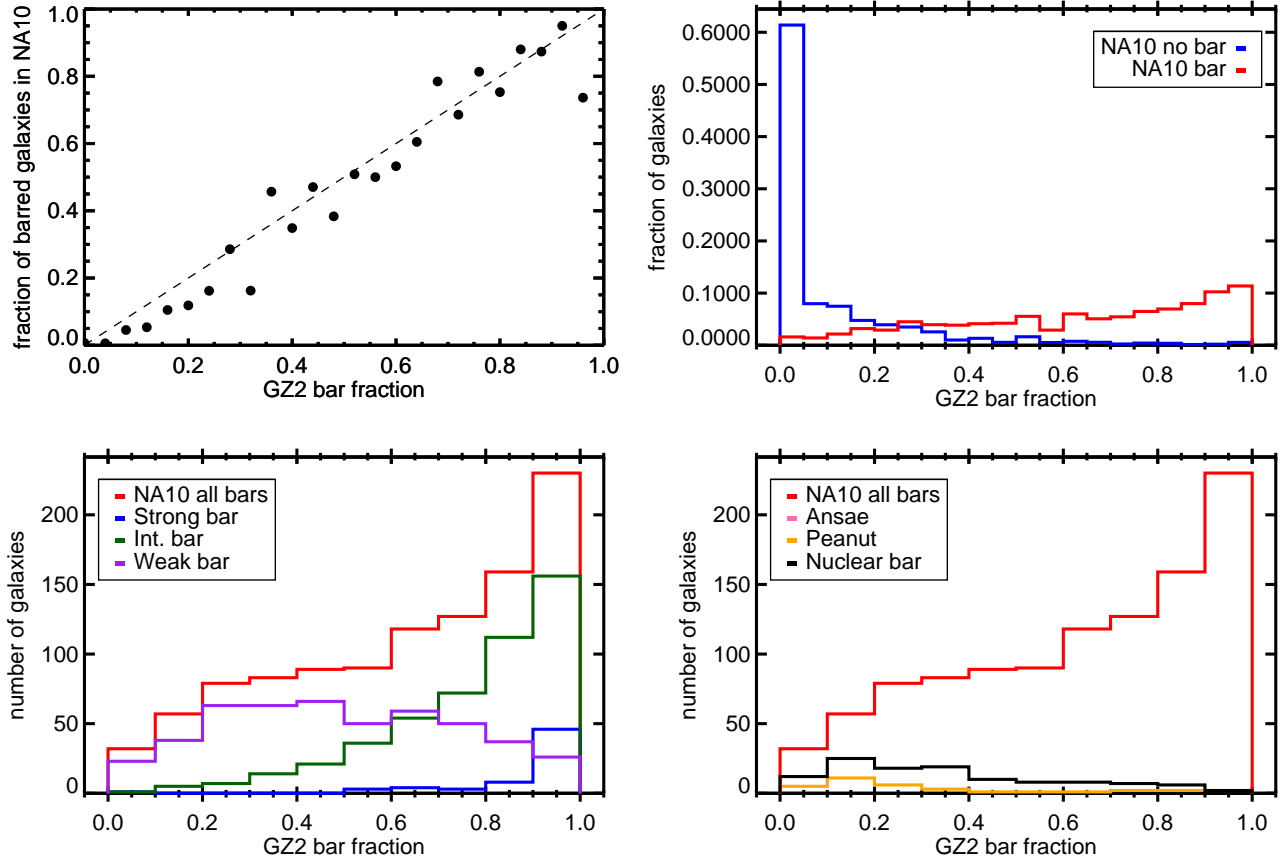 1.0
0.8
0.6
0.4
0.2
0.0
fraction of barred galaxies in NA10
0.0 0.2 0.4 0.6 0.8 1.0
GZ2 bar fraction
0.6000
0.5000
0.4000
0.3000
0.2000
0.1000
0.0000
fraction of galaxies
NA10 no bar
NA10 bar
0.0 0.2 0.4 0.6 0.8 1.0
GZ2 bar fraction
200
150
100
50
0
number of galaxies
NA10 all bars
Strong bar
Int. bar
Weak bar
0.0 0.2 0.4 0.6 0.8 1.0
GZ2 bar fraction
200
150
100
50
0
number of galaxies
NA10 all bars
Ansae
Peanut
Nuclear bar
0.0 0.2 0.4 0.6 0.8 1.0
GZ2 bar fraction